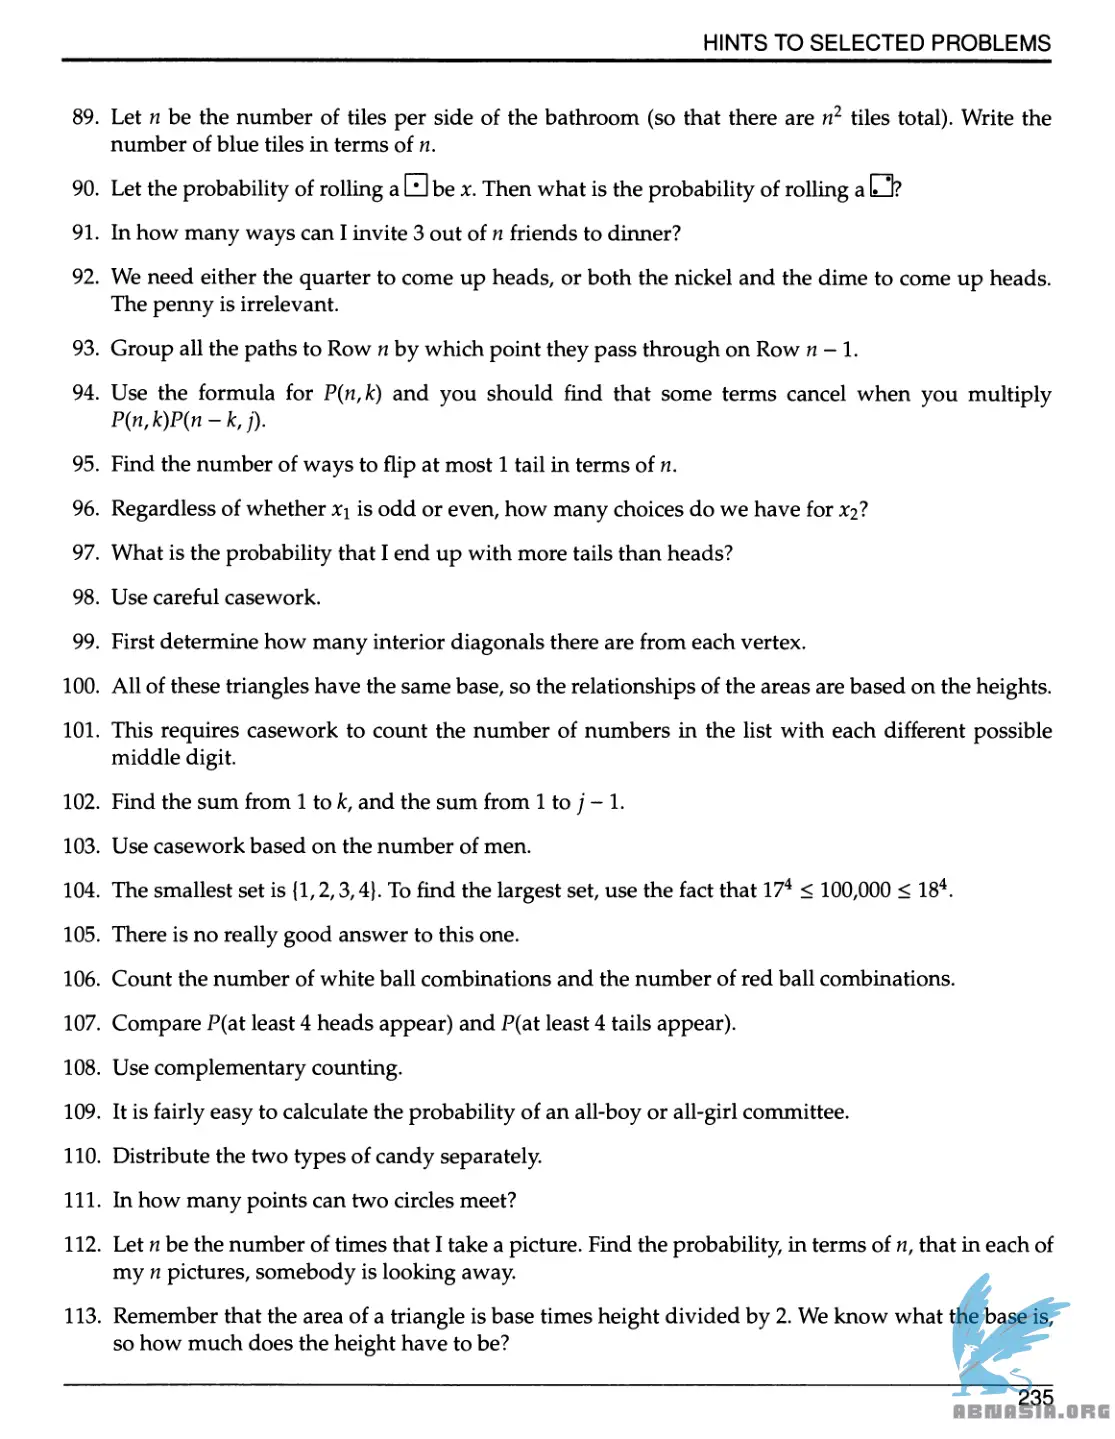 HINTS TO SELECTED PROBLEMS
89. Let n be the number of tiles per side of the bathroom (so that there are n² tiles total). Write the
number of blue tiles in terms of n.
90. Let the probability of rolling a ⚀ be x. Then what is the probability of rolling a ⚁?
91. In how many ways can I invite 3 out of n friends to dinner?
92. We need either the quarter to come up heads, or both the nickel and the dime to come up heads.
The penny is irrelevant.
93. Group all the paths to Row n by which point they pass through on Row n − 1.
94. Use the formula for P(n, k) and you should find that some terms cancel when you multiply
P(n, k)P(n − k, j).
95. Find the number of ways to flip at most 1 tail in terms of n.
96. Regardless of whether x₁ is odd or even, how many choices do we have for x₂?
97. What is the probability that I end up with more tails than heads?
98. Use careful casework.
99. First determine how many interior diagonals there are from each vertex.
100. All of these triangles have the same base, so the relationships of the areas are based on the heights.
101. This requires casework to count the number of numbers in the list with each different possible
middle digit.
102. Find the sum from 1 to k, and the sum from 1 to j − 1.
103. Use casework based on the number of men.
104. The smallest set is {1, 2, 3, 4}. To find the largest set, use the fact that 17⁴ ≤ 100,000 ≤ 18⁴.
105. There is no really good answer to this one.
106. Count the number of white ball combinations and the number of red ball combinations.
107. Compare P(at least 4 heads appear) and P(at least 4 tails appear).
108. Use complementary counting.
109. It is fairly easy to calculate the probability of an all-boy or all-girl committee.
110. Distribute the two types of candy separately.
111. In how many points can two circles meet?
112. Let n be the number of times that I take a picture. Find the probability, in terms of n, that in each of
my n pictures, somebody is looking away.
113. Remember that the area of a triangle is base times height divided by 2. We know what the base is,
so how much does the height have to be?
235
ABNASIA.ORG